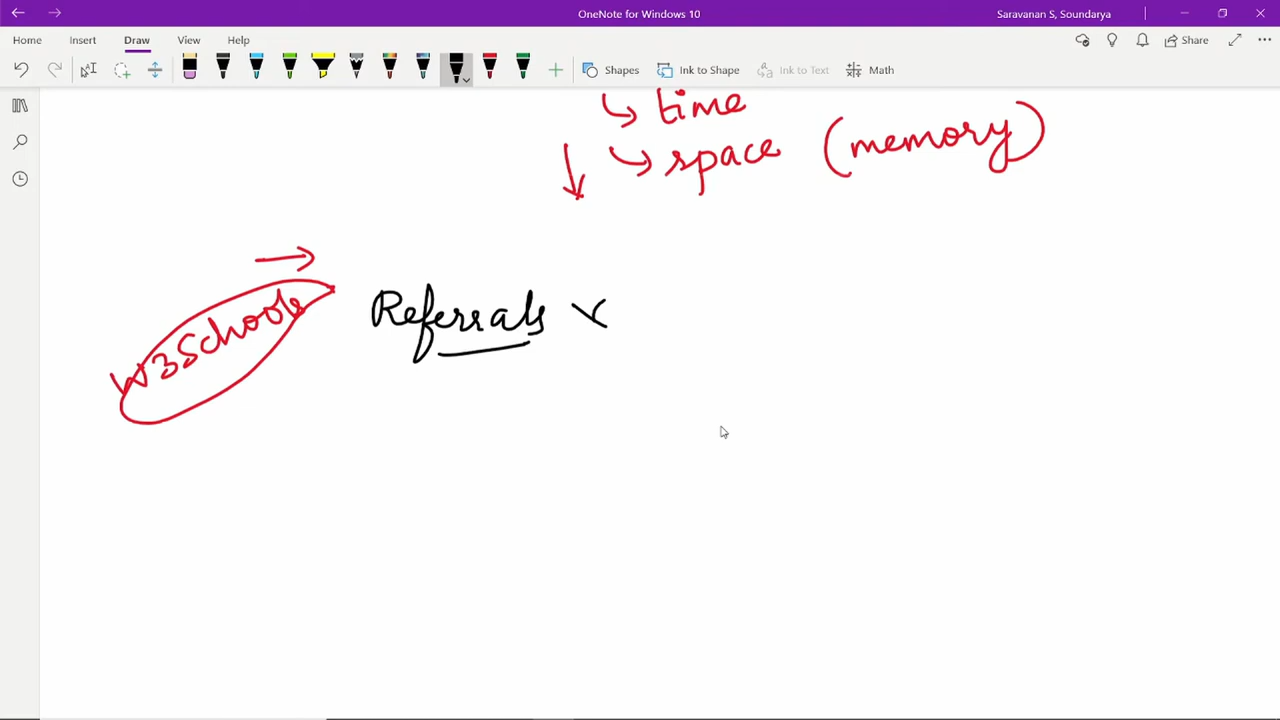 OneNote for Windows 10
Saravanan S, Soundarya
Home Insert Draw View Help
Share
Shapes Ink to Shape Ink to Text Math
time
space (memory)
W3Schools
Referrals